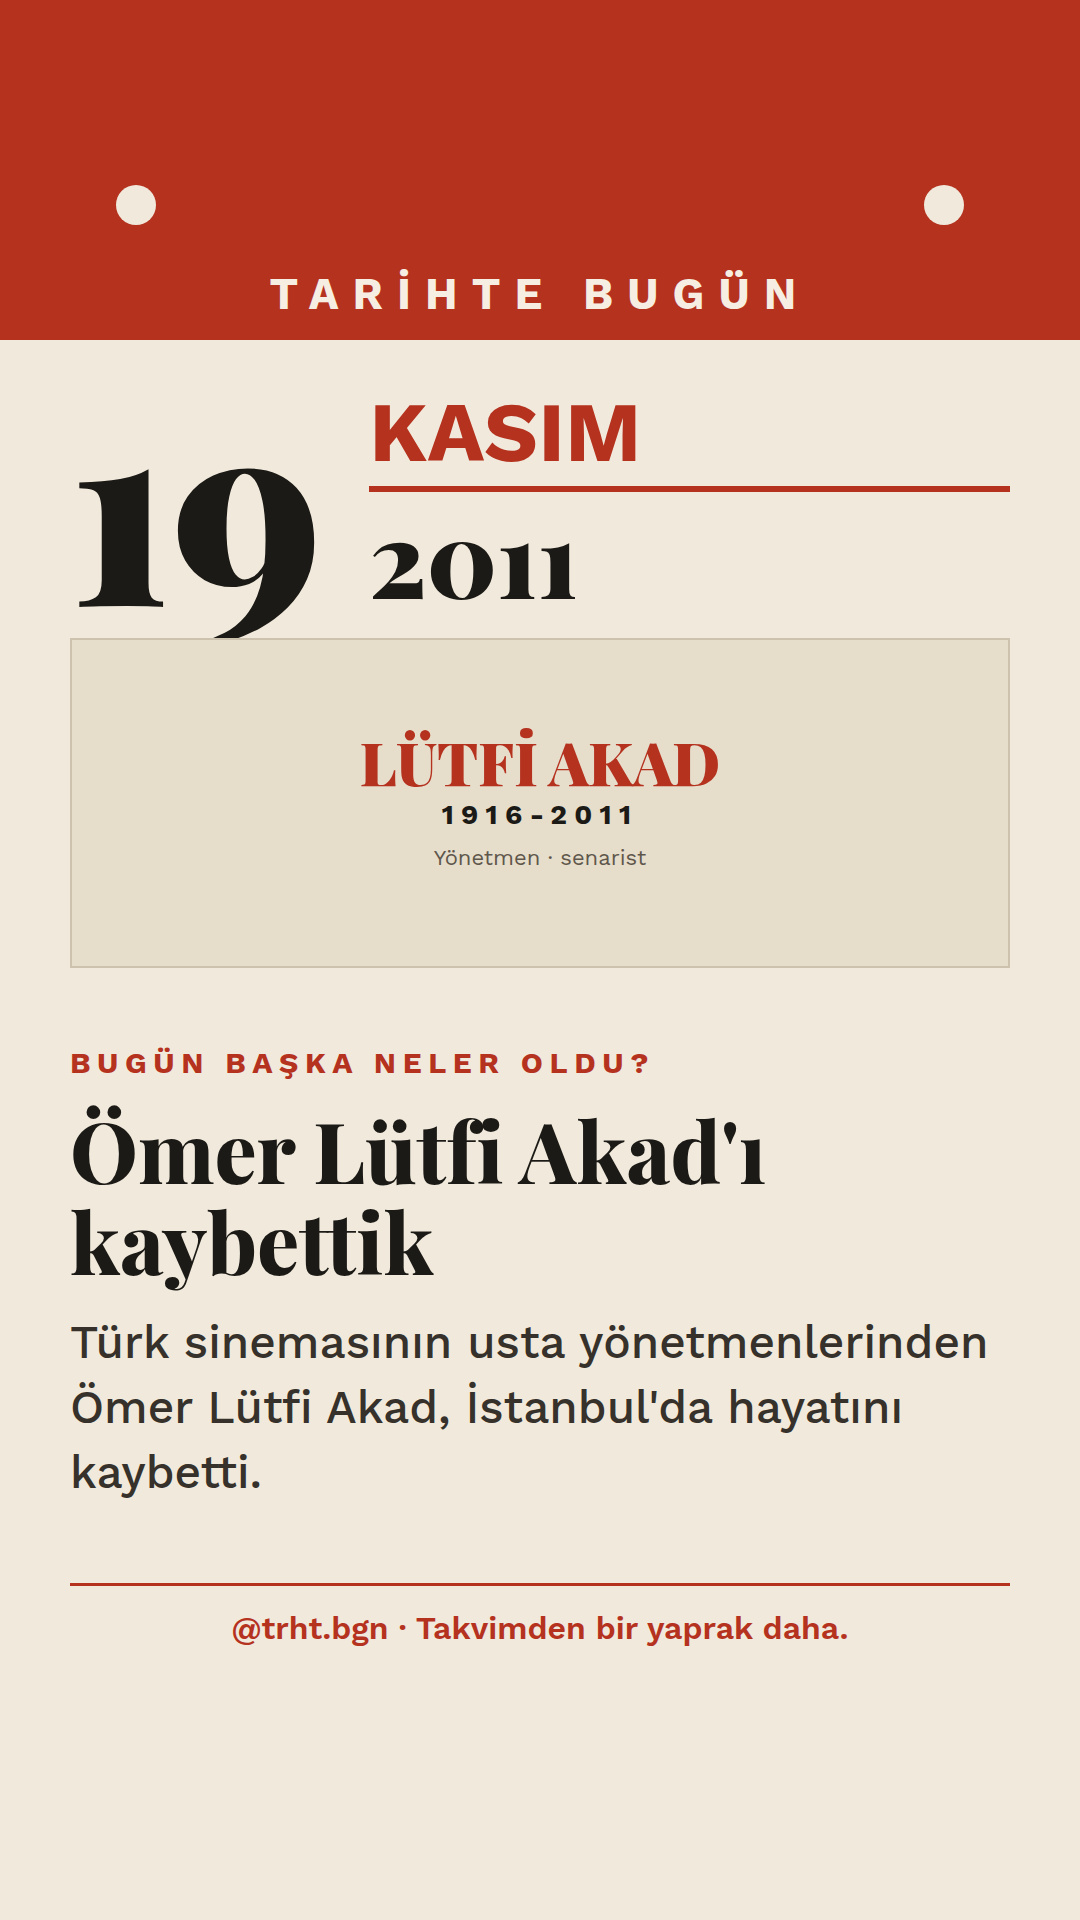 TARİHTE BUGÜN
19
KASIM
2011
LÜTFİ AKAD
1916-2011
Yönetmen · senarist
BUGÜN BAŞKA NELER OLDU?
Ömer Lütfi Akad'ı
kaybettik
Türk sinemasının usta yönetmenlerinden
Ömer Lütfi Akad, İstanbul'da hayatını
kaybetti.
@trht.bgn · Takvimden bir yaprak daha.